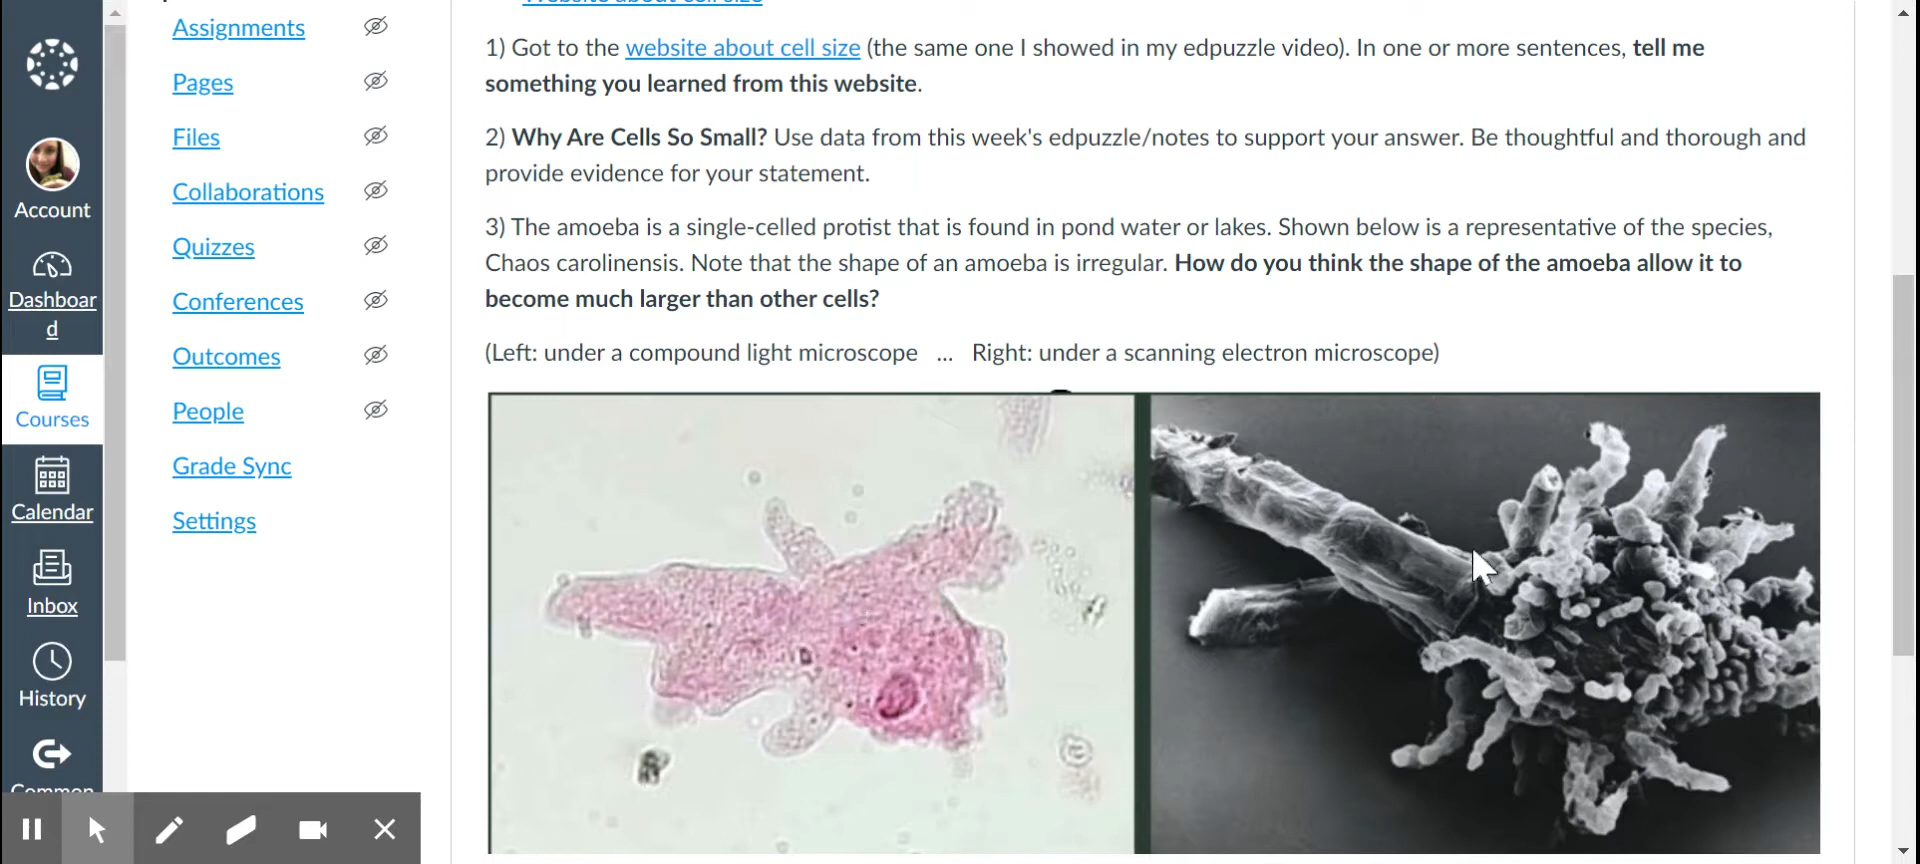 Assignments
Pages
Files
Collaborations
Quizzes
Conferences
Outcomes
People
Grade Sync
Settings
Account
Dashboar
d
Courses
Calendar
Inbox
History
Common
Website about cell size
1) Got to the website about cell size (the same one I showed in my edpuzzle video). In one or more sentences, tell me
something you learned from this website.
2) Why Are Cells So Small? Use data from this week's edpuzzle/notes to support your answer. Be thoughtful and thorough and
provide evidence for your statement.
3) The amoeba is a single-celled protist that is found in pond water or lakes. Shown below is a representative of the species,
Chaos carolinensis. Note that the shape of an amoeba is irregular. How do you think the shape of the amoeba allow it to
become much larger than other cells?
(Left: under a compound light microscope ... Right: under a scanning electron microscope)